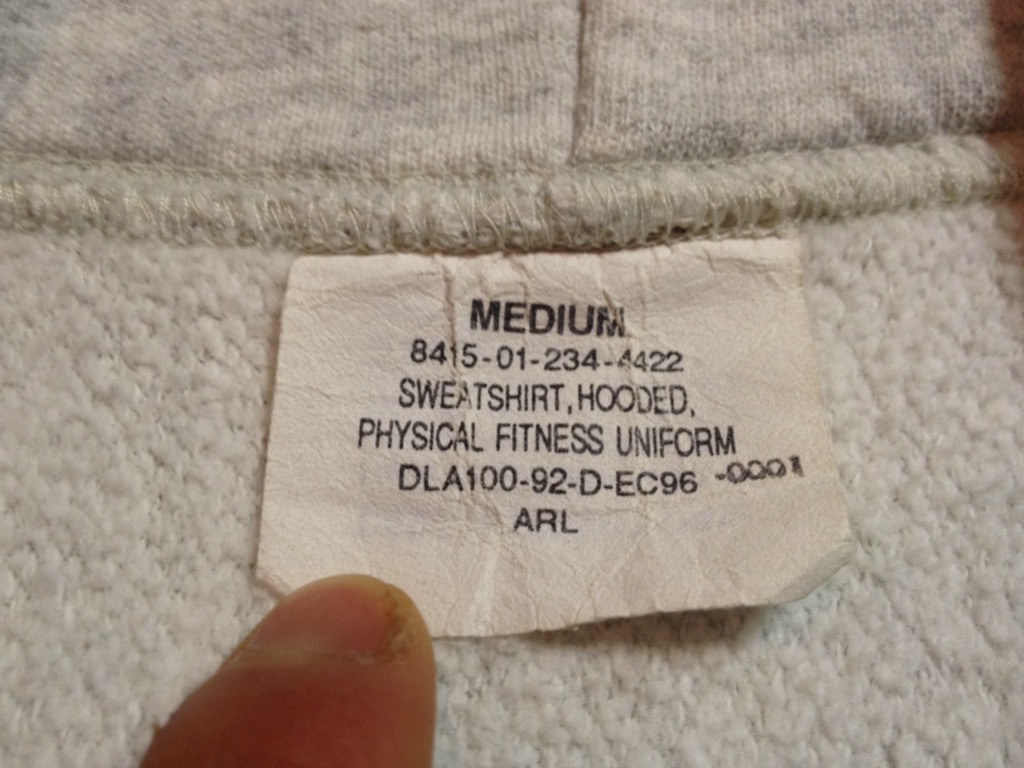 MEDIUM
8415-01-234-4422
SWEATSHIRT, HOODED,
PHYSICAL FITNESS UNIFORM
DLA100-92-D-EC96 -0001
ARL